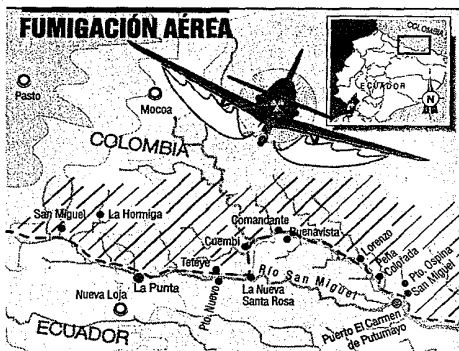 FUMIGACIÓN AÉREA
COLOMBIA
ECUADOR
N
Pasto
Mocoa
COLOMBIA
San Miguel
La Hormiga
Comandante
Buenavista
Cuembi
Lorenzo
Peña
Colorada
Teteye
Pto. Ospina
San Miguel
Río San Miguel
La Punta
Pto. Nuevo
La Nueva
Santa Rosa
Nueva Loja
Puerto El Carmen
de Putumayo
ECUADOR